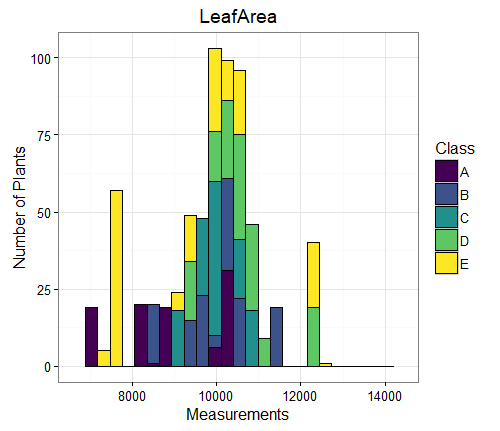 LeafArea
Number of Plants
100
75
50
25
0
8000 10000 12000 14000
Measurements
Class
A
B
C
D
E